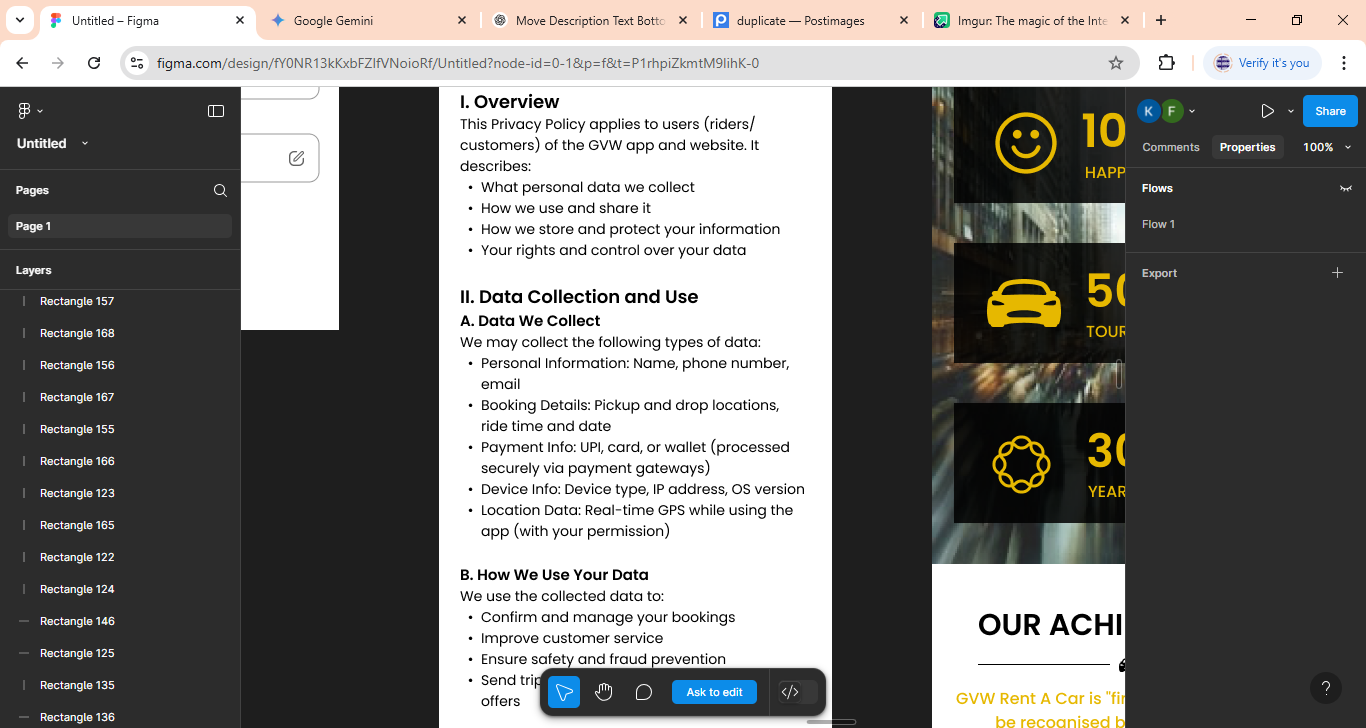 Untitled – Figma
Google Gemini
Move Description Text Botto
duplicate — Postimages
Imgur: The magic of the Inte
figma.com/design/fY0NR13kKxbFZIfVNoioRf/Untitled?node-id=0-1&p=f&t=P1rhpiZkmtM9lihK-0
Verify it's you
Untitled
Pages
Page 1
Layers
Rectangle 157
Rectangle 168
Rectangle 156
Rectangle 167
Rectangle 155
Rectangle 166
Rectangle 123
Rectangle 165
Rectangle 122
Rectangle 124
Rectangle 146
Rectangle 125
Rectangle 135
Rectangle 136
I. Overview
This Privacy Policy applies to users (riders/
customers) of the GVW app and website. It
describes:
• What personal data we collect
• How we use and share it
• How we store and protect your information
• Your rights and control over your data
II. Data Collection and Use
A. Data We Collect
We may collect the following types of data:
• Personal Information: Name, phone number,
email
• Booking Details: Pickup and drop locations,
ride time and date
• Payment Info: UPI, card, or wallet (processed
securely via payment gateways)
• Device Info: Device type, IP address, OS version
• Location Data: Real-time GPS while using the
app (with your permission)
B. How We Use Your Data
We use the collected data to:
• Confirm and manage your bookings
• Improve customer service
• Ensure safety and fraud prevention
• Send trip
offers
Ask to edit
10
HAPP
50
TOUR
30
YEAR
OUR ACHI
GVW Rent A Car is "fir
be recognised b
K
F
Share
Comments
Properties
100%
Flows
Flow 1
Export
?